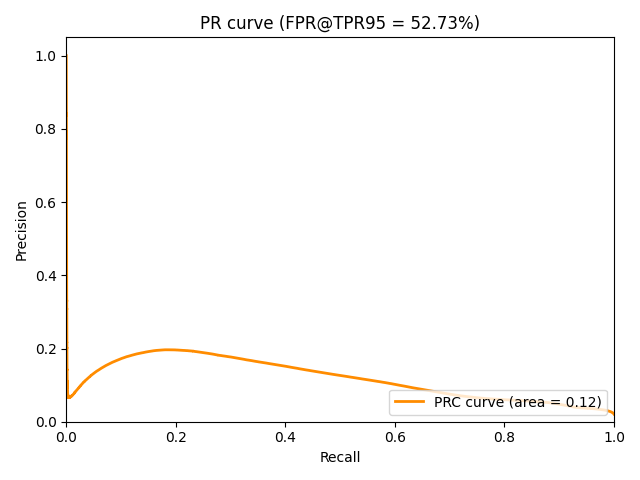 PR curve (FPR@TPR95 = 52.73%)
1.0
0.8
0.6
0.4
0.2
0.0
Precision
0.0 0.2 0.4 0.6 0.8 1.0
Recall
PRC curve (area = 0.12)